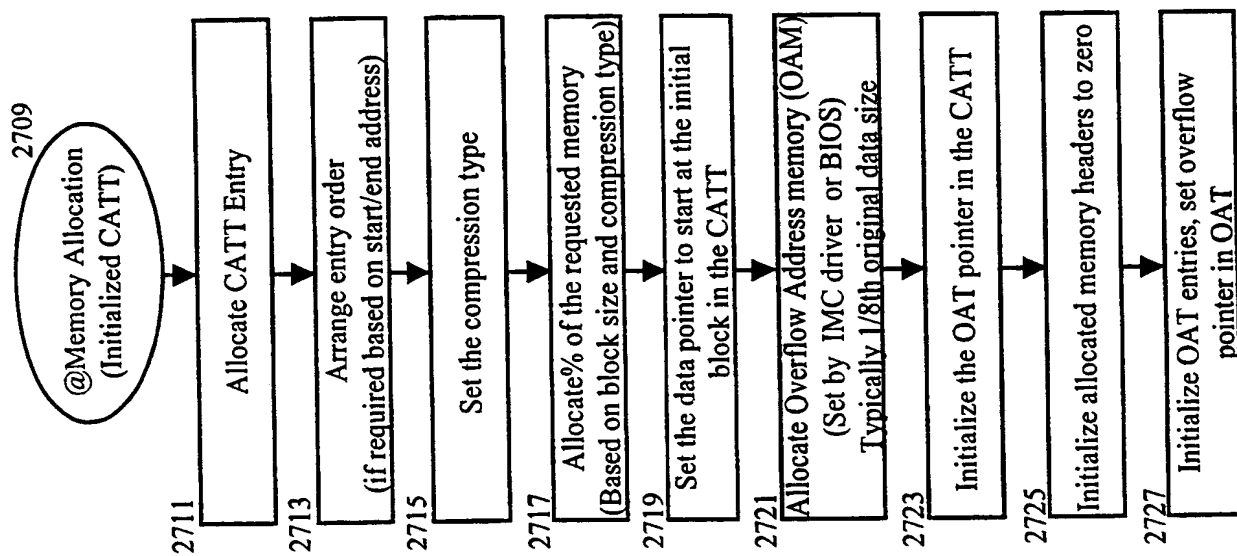 2709
@Memory Allocation
(Initialized CATT)
2711
Allocate CATT Entry
2713
Arrange entry order
(if required based on start/end address)
2715
Set the compression type
2717
Allocate% of the requested memory
(Based on block size and compression type)
2719
Set the data pointer to start at the initial
block in the CATT
2721
Allocate Overflow Address memory (OAM)
(Set by IMC driver or BIOS)
Typically 1/8th original data size
2723
Initialize the OAT pointer in the CATT
2725
Initialize allocated memory headers to zero
2727
Initialize OAT entries, set overflow
pointer in OAT